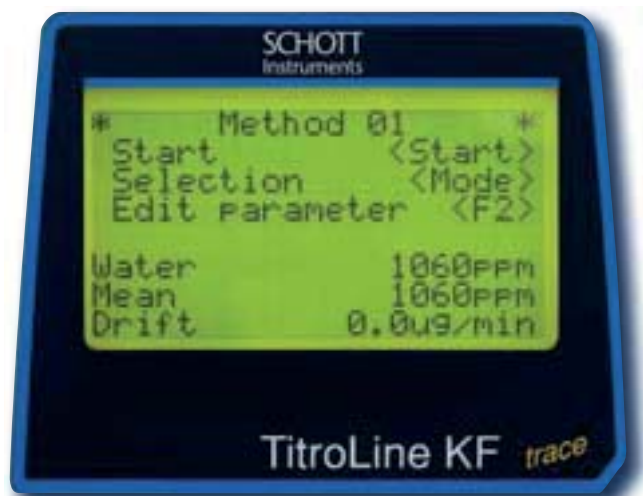 SCHOTT
Instruments
* Method 01 *
Start <Start>
Selection <Mode>
Edit parameter <F2>
Water 1060ppm
Mean 1060ppm
Drift 0.0ug/min
TitroLine KF trace